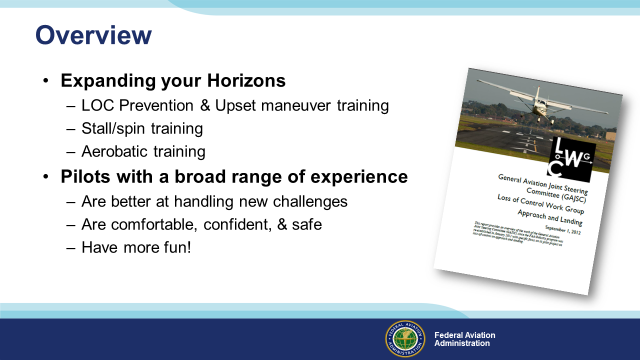 Overview
• Expanding your Horizons
– LOC Prevention & Upset maneuver training
– Stall/spin training
– Aerobatic training
• Pilots with a broad range of experience
– Are better at handling new challenges
– Are comfortable, confident, & safe
– Have more fun!
LOC
WG
General Aviation Joint Steering
Committee (GAJSC)
Loss of Control Work Group
Approach and Landing
September 1, 2012
Federal Aviation
Administration